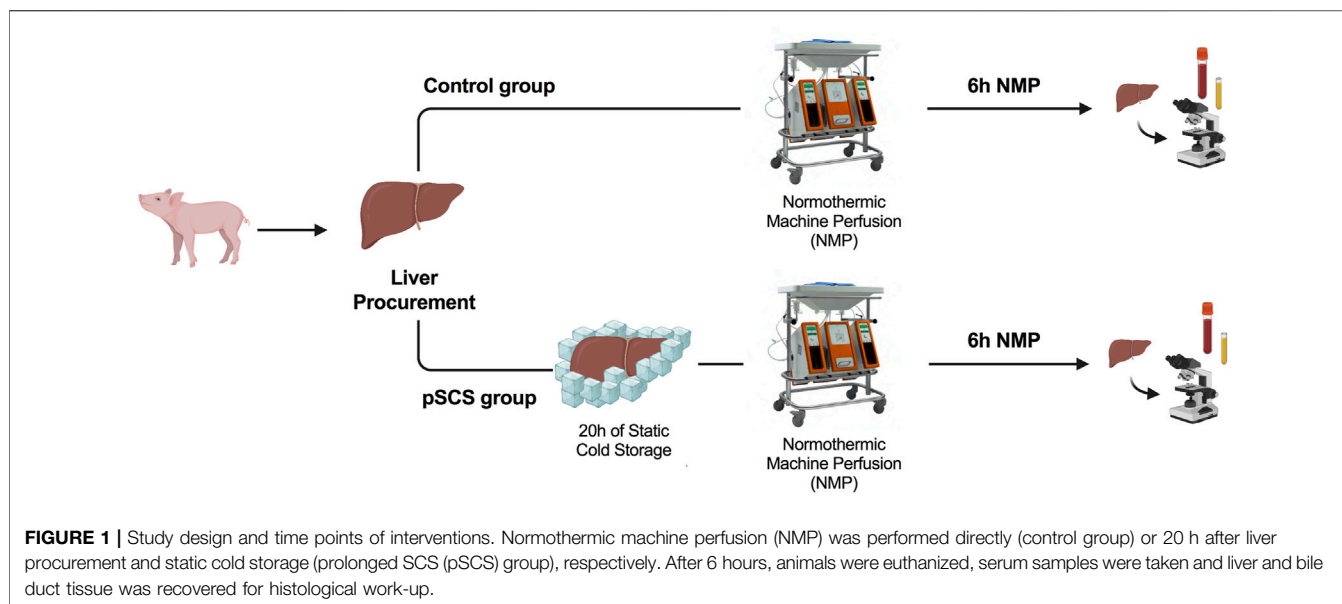 Control group
6h NMP
Normothermic
Machine Perfusion
(NMP)
Liver
Procurement
6h NMP
pSCS group
20h of Static
Cold Storage
Normothermic
Machine Perfusion
(NMP)
FIGURE 1 | Study design and time points of interventions. Normothermic machine perfusion (NMP) was performed directly (control group) or 20 h after liver
procurement and static cold storage (prolonged SCS (pSCS) group), respectively. After 6 hours, animals were euthanized, serum samples were taken and liver and bile
duct tissue was recovered for histological work-up.